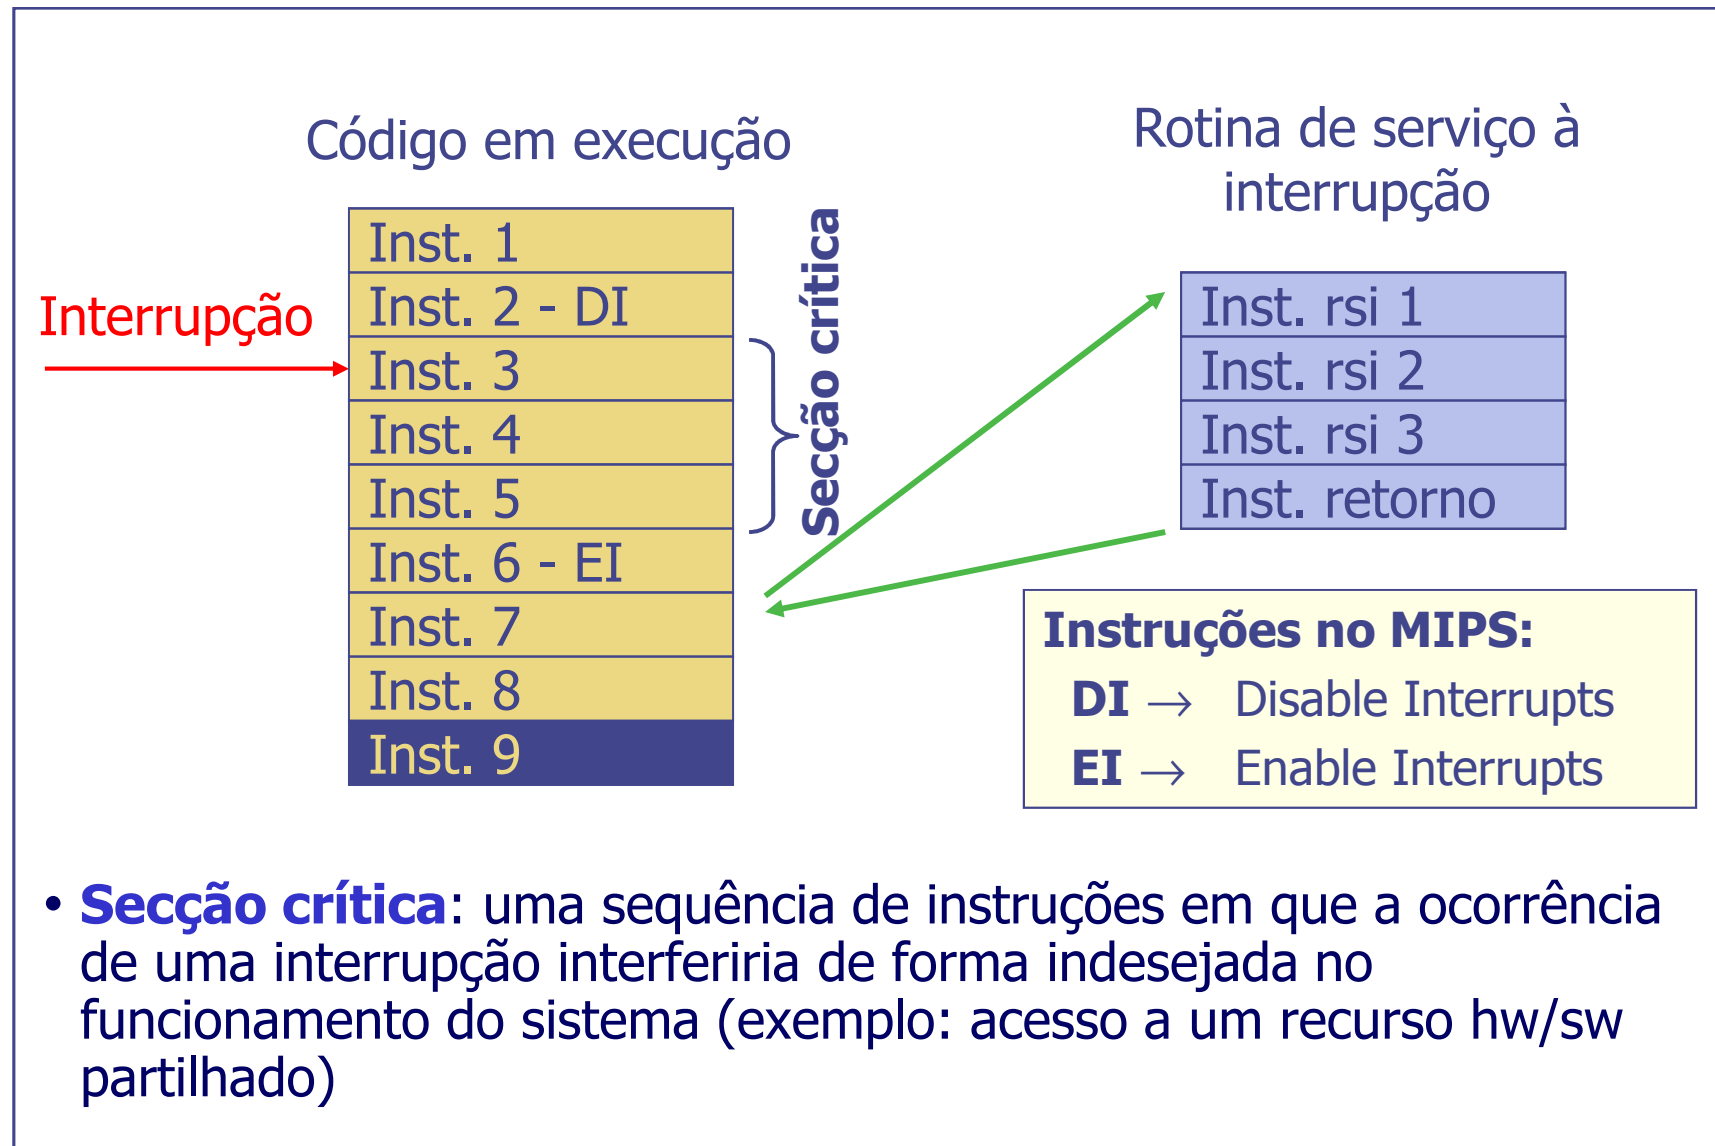 Código em execução
Rotina de serviço à
interrupção
Interrupção
Inst. 1
Inst. 2 - DI
Inst. 3
Inst. 4
Inst. 5
Inst. 6 - EI
Inst. 7
Inst. 8
Inst. 9
Secção crítica
Inst. rsi 1
Inst. rsi 2
Inst. rsi 3
Inst. retorno
Instruções no MIPS:
DI → Disable Interrupts
EI → Enable Interrupts
• Secção crítica: uma sequência de instruções em que a ocorrência
de uma interrupção interferiria de forma indesejada no
funcionamento do sistema (exemplo: acesso a um recurso hw/sw
partilhado)